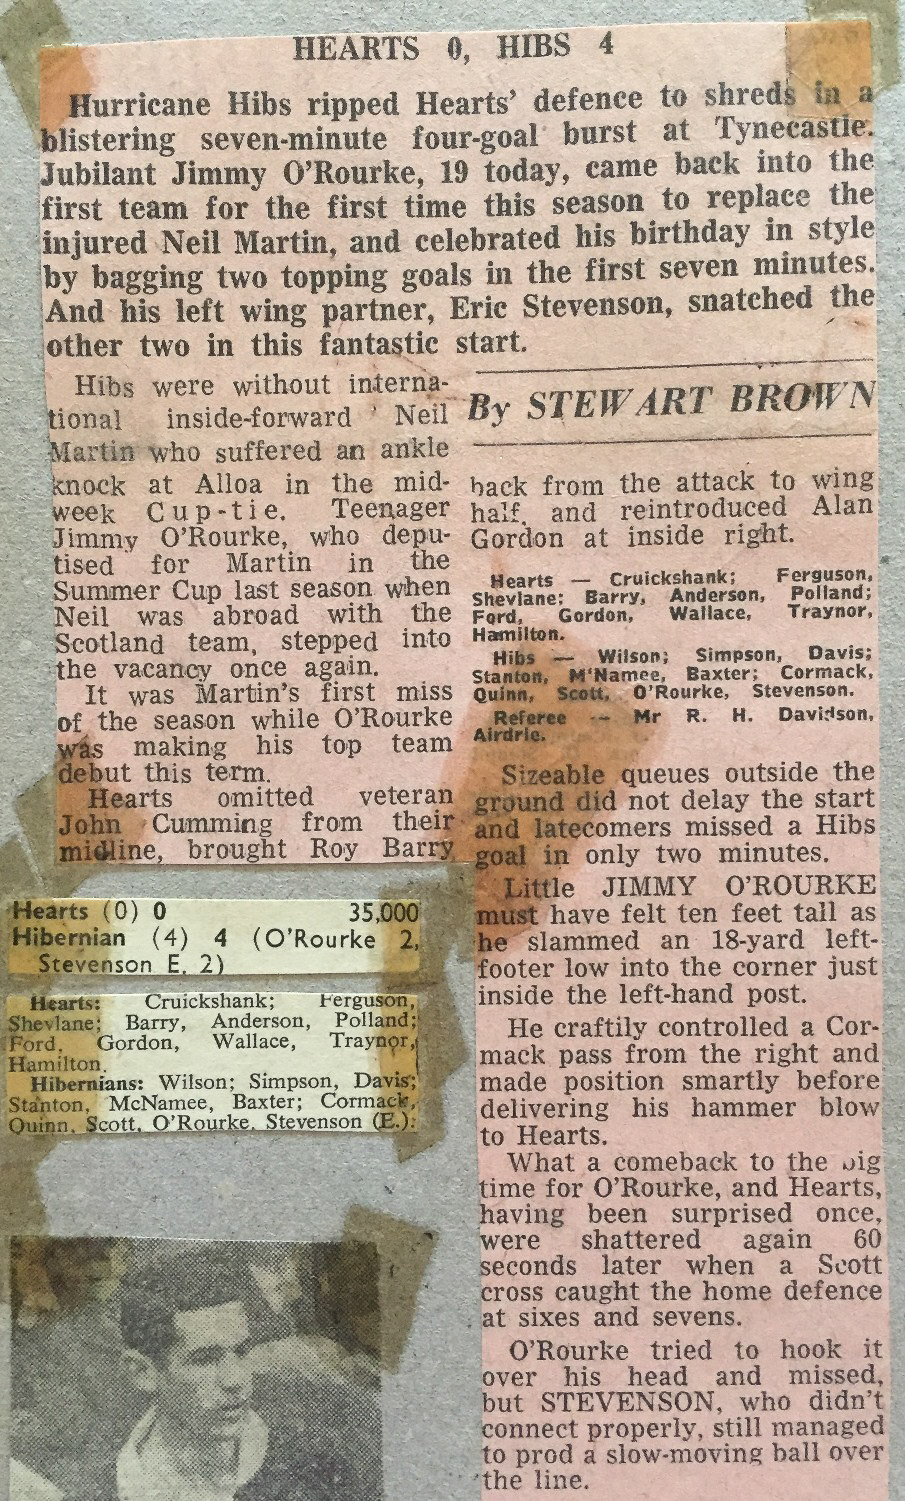 HEARTS 0, HIBS 4
Hurricane Hibs ripped Hearts' defence to shreds in a
blistering seven-minute four-goal burst at Tynecastle.
Jubilant Jimmy O'Rourke, 19 today, came back into the
first team for the first time this season to replace the
injured Neil Martin, and celebrated his birthday in style
by bagging two topping goals in the first seven minutes.
And his left wing partner, Eric Stevenson, snatched the
other two in this fantastic start.
Hibs were without interna-
tional inside-forward Neil
Martin who suffered an ankle
knock at Alloa in the mid-
week Cup-tie. Teenager
Jimmy O'Rourke, who depu-
tised for Martin in the
Summer Cup last season when
Neil was abroad with the
Scotland team, stepped into
the vacancy once again.
It was Martin's first miss
of the season while O'Rourke
was making his top team
debut this term.
Hearts omitted veteran
John Cumming from their
midline, brought Roy Barry
By STEWART BROWN
back from the attack to wing
half, and reintroduced Alan
Gordon at inside right.
Hearts — Cruickshank; Ferguson,
Shevlane; Barry, Anderson, Polland;
Ford, Gordon, Wallace, Traynor,
Hamilton.
Hibs — Wilson; Simpson, Davis;
Stanton, M'Namee, Baxter; Cormack,
Quinn, Scott, O'Rourke, Stevenson.
Referee — Mr R. H. Davidson,
Airdrie.
Sizeable queues outside the
ground did not delay the start
and latecomers missed a Hibs
goal in only two minutes.
Little JIMMY O'ROURKE
must have felt ten feet tall as
he slammed an 18-yard left-
footer low into the corner just
inside the left-hand post.
He craftily controlled a Cor-
mack pass from the right and
made position smartly before
delivering his hammer blow
to Hearts.
What a comeback to the big
time for O'Rourke, and Hearts,
having been surprised once,
were shattered again 60
seconds later when a Scott
cross caught the home defence
at sixes and sevens.
O'Rourke tried to hook it
over his head and missed,
but STEVENSON, who didn't
connect properly, still managed
to prod a slow-moving ball over
the line.
Hearts (0) 0 35,000
Hibernian (4) 4 (O'Rourke 2,
Stevenson E. 2)
Hearts: Cruickshank; Ferguson,
Shevlane; Barry, Anderson, Polland;
Ford, Gordon, Wallace, Traynor,
Hamilton.
Hibernians: Wilson; Simpson, Davis;
Stanton, McNamee, Baxter; Cormack,
Quinn, Scott, O'Rourke, Stevenson (E.).